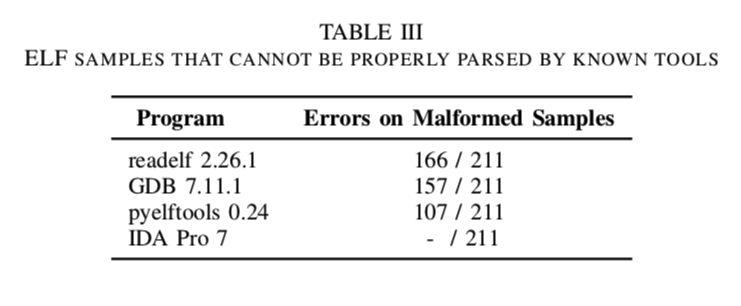 TABLE III
ELF SAMPLES THAT CANNOT BE PROPERLY PARSED BY KNOWN TOOLS
Program Errors on Malformed Samples
readelf 2.26.1 166 / 211
GDB 7.11.1 157 / 211
pyelftools 0.24 107 / 211
IDA Pro 7 - / 211